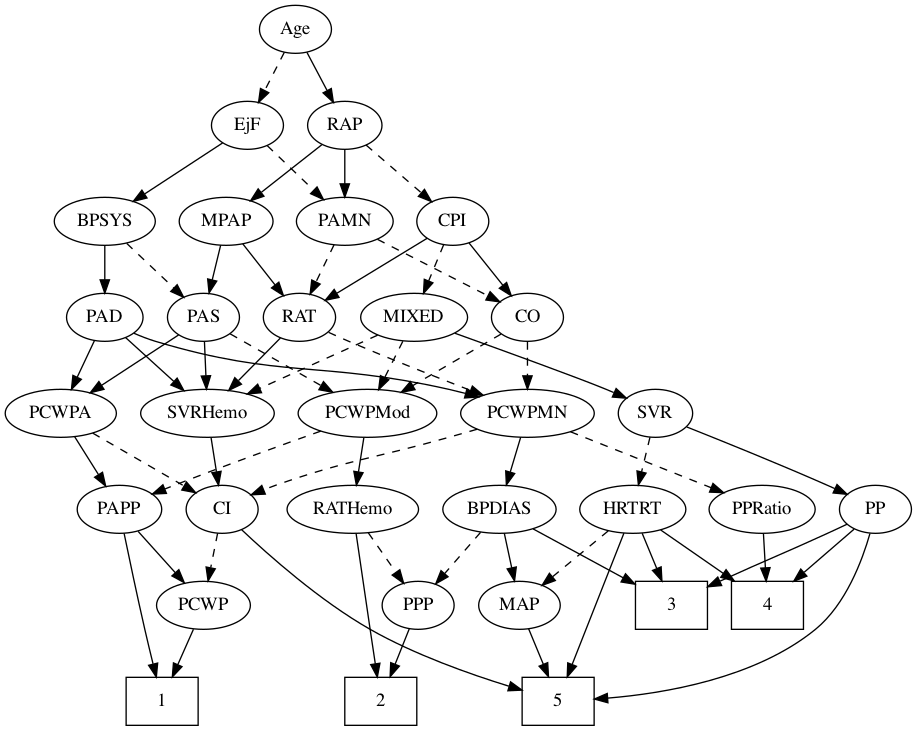 Age
EjF
RAP
BPSYS
MPAP
PAMN
CPI
PAD
PAS
RAT
MIXED
CO
PCWPA
SVRHemo
PCWPMod
PCWPMN
SVR
PAPP
CI
RATHemo
BPDIAS
HRTRT
PPRatio
PP
PCWP
PPP
MAP
3
4
1
2
5